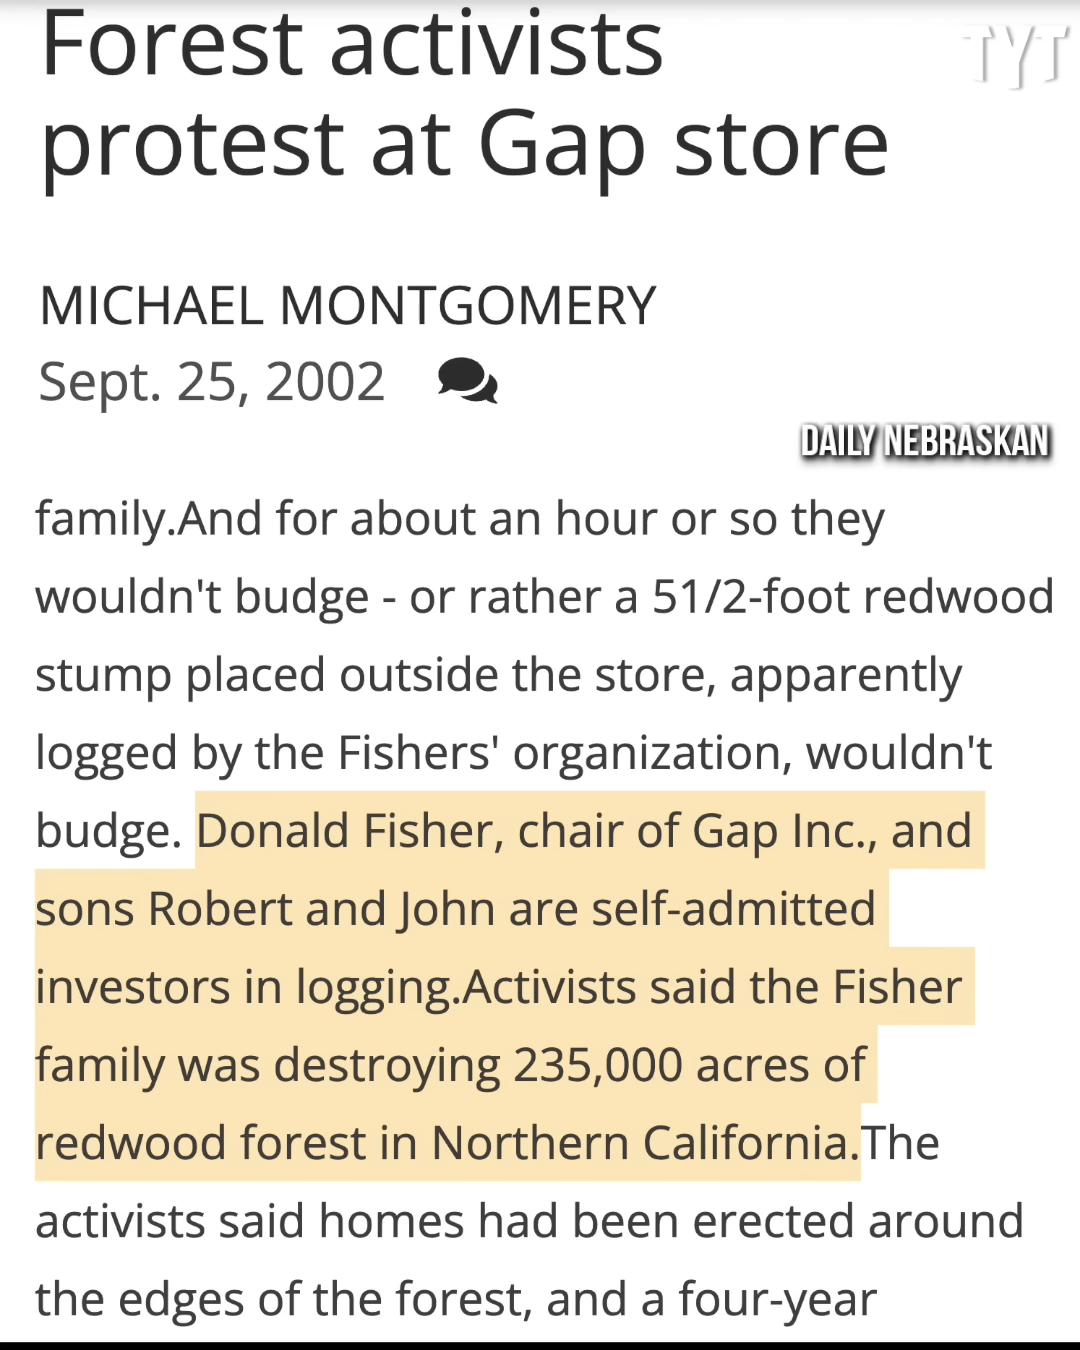 Forest activists
TYT
protest at Gap store
MICHAEL MONTGOMERY
Sept. 25, 2002
DAILY NEBRASKAN
family.And for about an hour or so they
wouldn't budge - or rather a 51/2-foot redwood
stump placed outside the store, apparently
logged by the Fishers' organization, wouldn't
budge. Donald Fisher, chair of Gap Inc., and
sons Robert and John are self-admitted
investors in logging.Activists said the Fisher
family was destroying 235,000 acres of
redwood forest in Northern California.The
activists said homes had been erected around
the edges of the forest, and a four-year